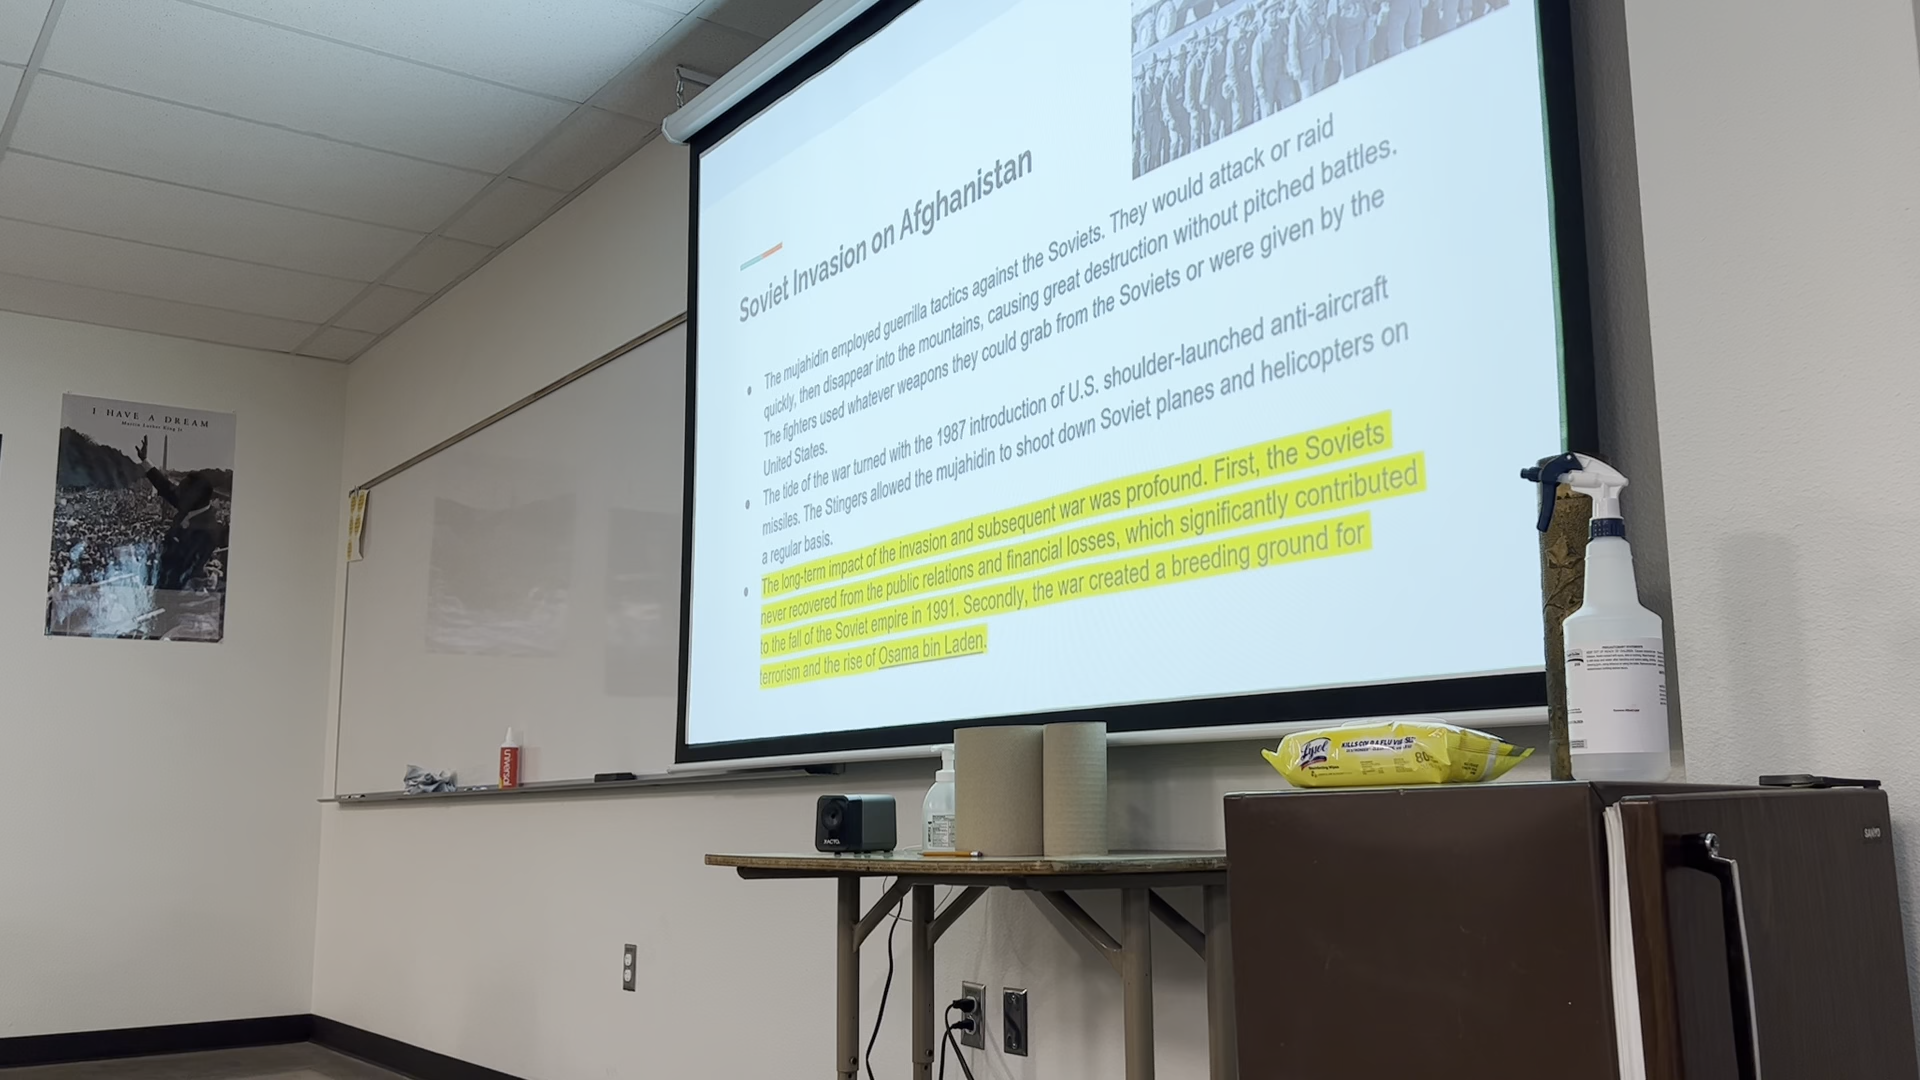 I HAVE A DREAM
Martin Luther King Jr
Soviet Invasion on Afghanistan
The mujahidin employed guerrilla tactics against the Soviets. They would attack or raid
quickly, then disappear into the mountains, causing great destruction without pitched battles.
The fighters used whatever weapons they could grab from the Soviets or were given by the
United States.
The tide of the war turned with the 1987 introduction of U.S. shoulder-launched anti-aircraft
missiles. The Stingers allowed the mujahidin to shoot down Soviet planes and helicopters on
a regular basis.
The long-term impact of the invasion and subsequent war was profound. First, the Soviets
never recovered from the public relations and financial losses, which significantly contributed
to the fall of the Soviet empire in 1991. Secondly, the war created a breeding ground for
terrorism and the rise of Osama bin Laden.
universal
XACTO
Lysol
KILLS COLD & FLU VIRUSES
80
SANYO